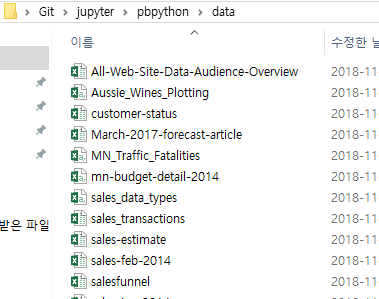 Git > jupyter > pbpython > data
이름
수정한 날
All-Web-Site-Data-Audience-Overview
2018-11
Aussie_Wines_Plotting
2018-11
customer-status
2018-11
March-2017-forecast-article
2018-11
MN_Traffic_Fatalities
2018-11
mn-budget-detail-2014
2018-11
sales_data_types
2018-11
sales_transactions
2018-11
받은 파일
sales-estimate
2018-11
sales-feb-2014
2018-11
salesfunnel
2018-11